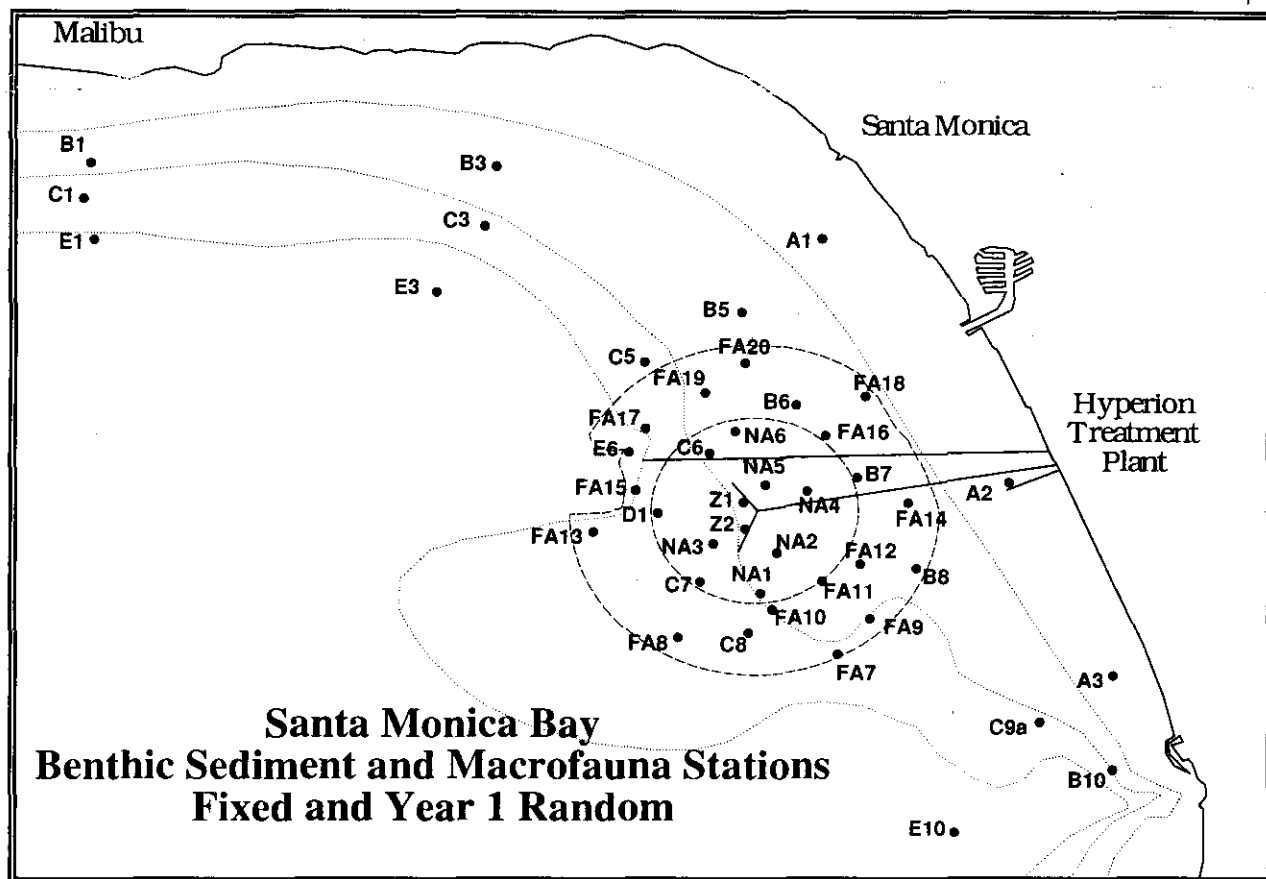 Malibu
Santa Monica
B1
B3
C1
C3
E1
A1
E3
B5
C5
FA20
FA19
FA18
B6
FA17
NA6
FA16
E6
C6
NA5
B7
FA15
Z1
NA4
A2
FA14
D1
Z2
FA13
NA3
NA2
FA12
C7
NA1
FA11
B8
FA10
FA9
FA8
C8
FA7
A3
C9a
B10
E10
Hyperion
Treatment
Plant
Santa Monica Bay
Benthic Sediment and Macrofauna Stations
Fixed and Year 1 Random